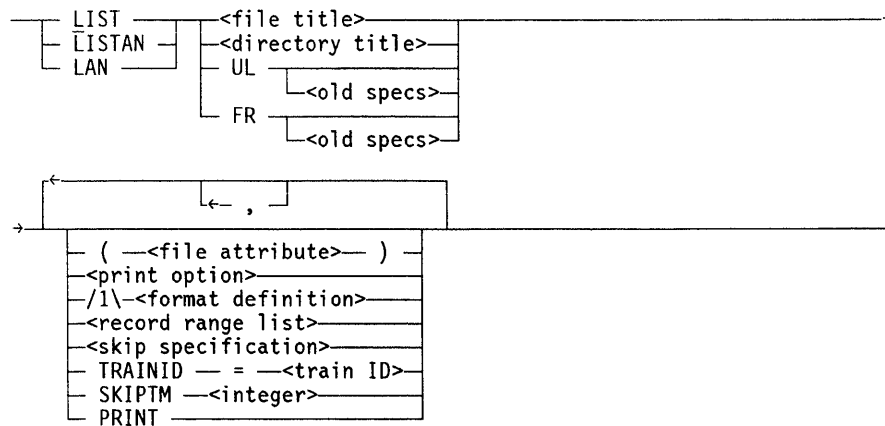 LIST <file title>
LISTAN <directory title>
LAN UL
<old specs>
FR
<old specs>
,
( <file attribute> )
<print option>
/1\ <format definition>
<record range list>
<skip specification>
TRAINID = <train ID>
SKIPTM <integer>
PRINT